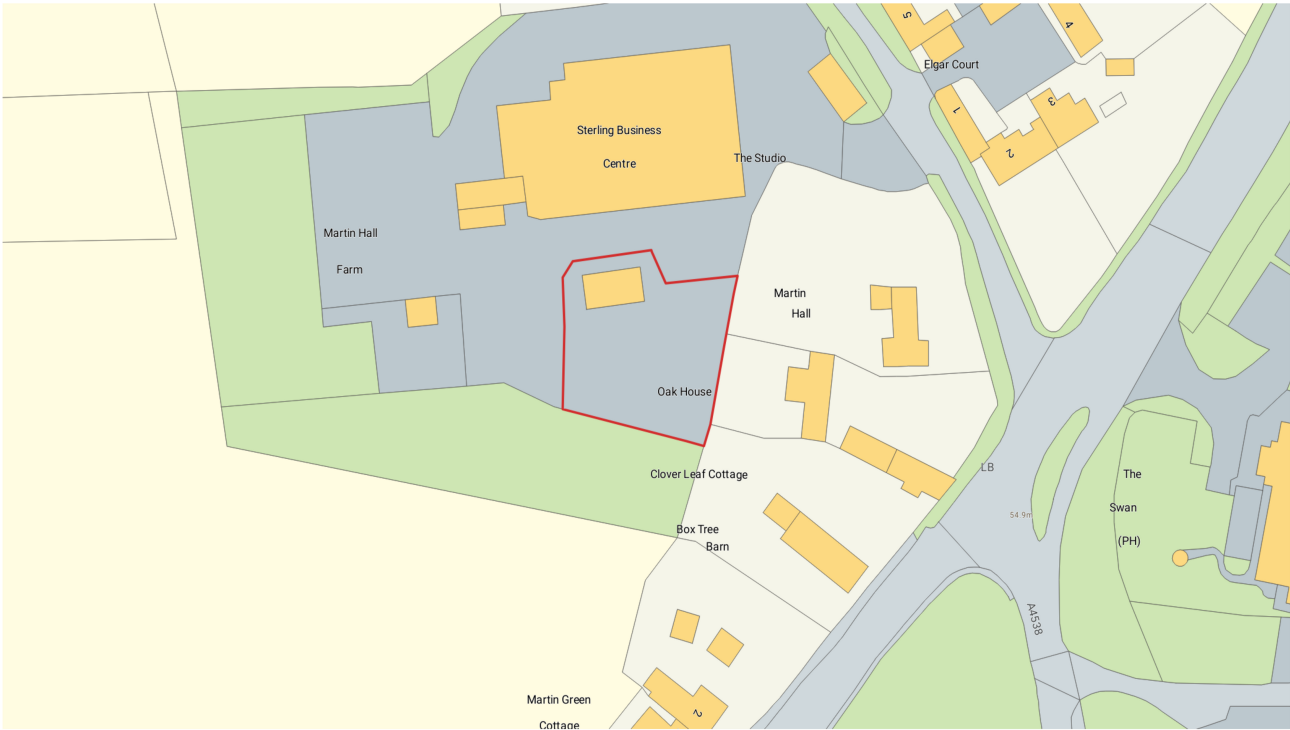 5
4
Elgar Court
1
3
2
Sterling Business
Centre
The Studio
Martin Hall
Farm
Martin
Hall
Oak House
LB
Clover Leaf Cottage
The
Swan
(PH)
54.9m
Box Tree
Barn
A4538
Martin Green
Cottage
2